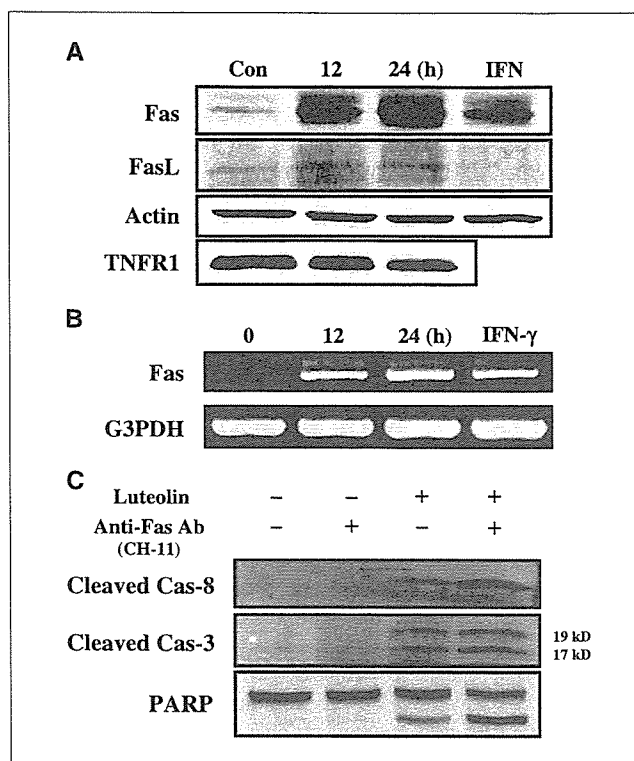 A
Con 12 24 (h) IFN
Fas
FasL
Actin
TNFR1
B
0 12 24 (h) IFN-γ
Fas
G3PDH
C
Luteolin – – + +
Anti-Fas Ab – + – +
(CH-11)
Cleaved Cas-8
Cleaved Cas-3 19 kD
17 kD
PARP